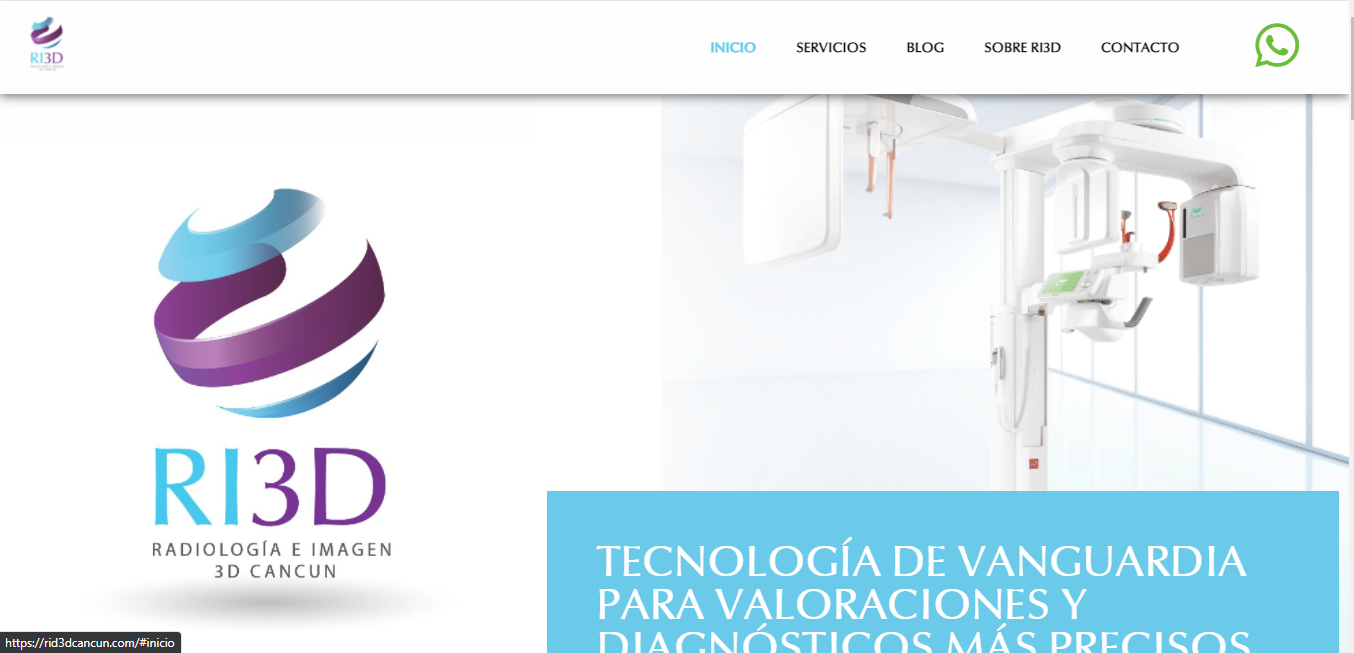 RI3D
INICIO
SERVICIOS
BLOG
SOBRE RI3D
CONTACTO
RI3D
RADIOLOGÍA E IMAGEN
3D CANCUN
TECNOLOGÍA DE VANGUARDIA
PARA VALORACIONES Y
DIAGNÓSTICOS MÁS PRECISOS
https://rid3dcancun.com/#inicio